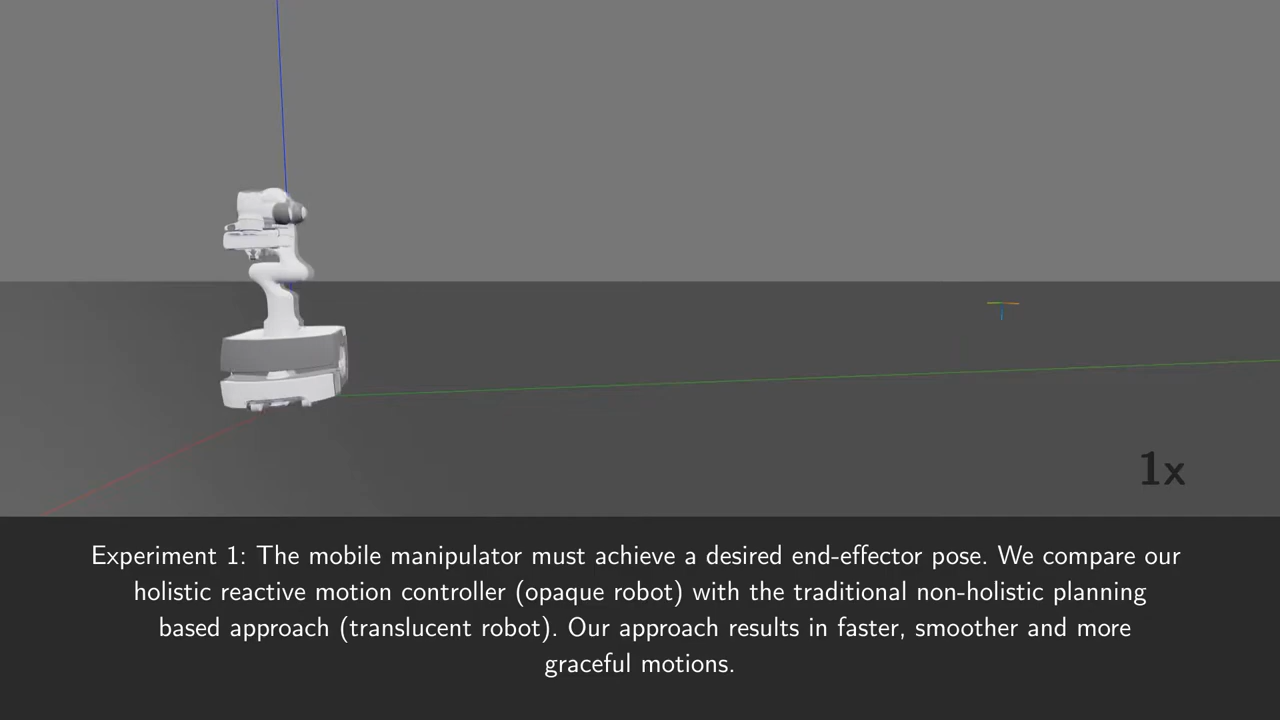 1x
Experiment 1: The mobile manipulator must achieve a desired end-effector pose. We compare our
holistic reactive motion controller (opaque robot) with the traditional non-holistic planning
based approach (translucent robot). Our approach results in faster, smoother and more
graceful motions.